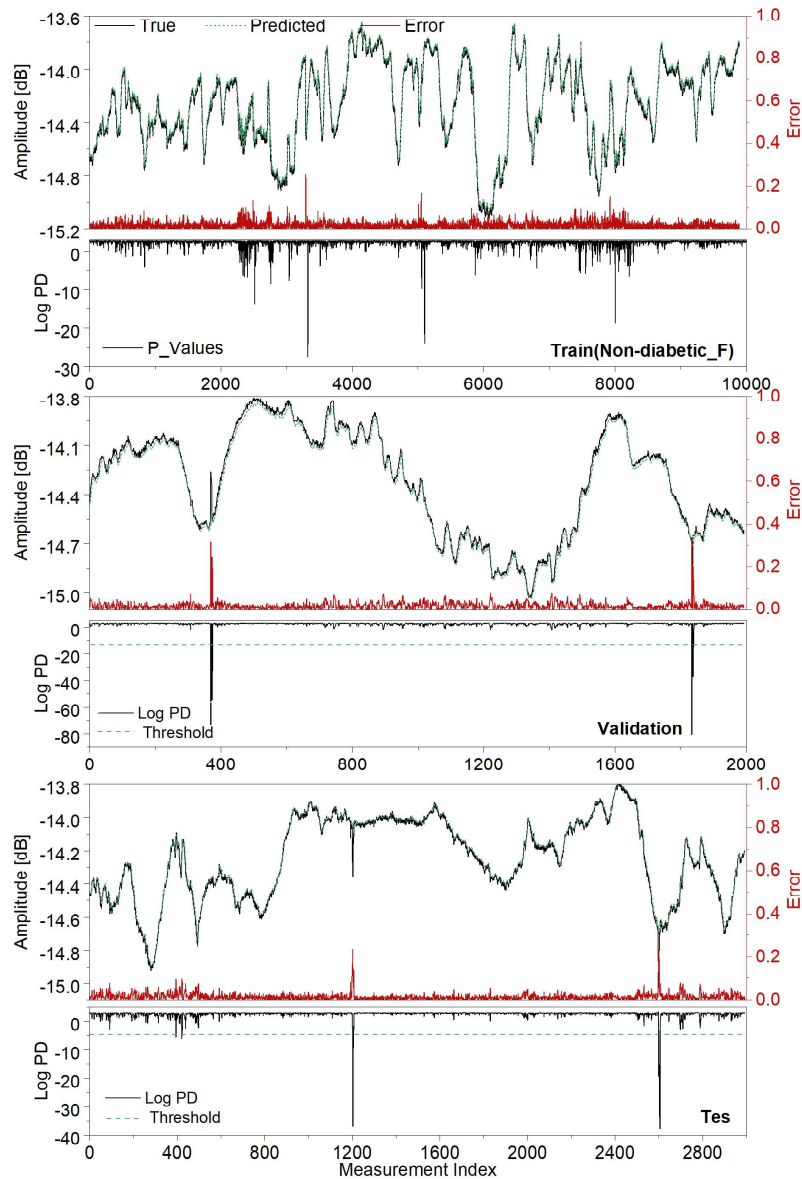 True Predicted Error
-13.6
-14.0
-14.4
-14.8
-15.2
Amplitude [dB]
1.0
0.8
0.6
0.4
0.2
0.0
Error
0
-10
-20
-30
Log PD
P_Values
Train(Non-diabetic_F)
0 2000 4000 6000 8000 10000
-13.8
-14.1
-14.4
-14.7
-15.0
Amplitude [dB]
1.0
0.8
0.6
0.4
0.2
0.0
Error
0
-20
-40
-60
-80
Log PD
Log PD
Threshold
Validation
0 400 800 1200 1600 2000
-13.8
-14.0
-14.2
-14.4
-14.6
-14.8
-15.0
Amplitude [dB]
1.0
0.8
0.6
0.4
0.2
0.0
Error
0
-10
-20
-30
-40
Log PD
Log PD
Threshold
Tes
0 400 800 1200 1600 2000 2400 2800
Measurement Index